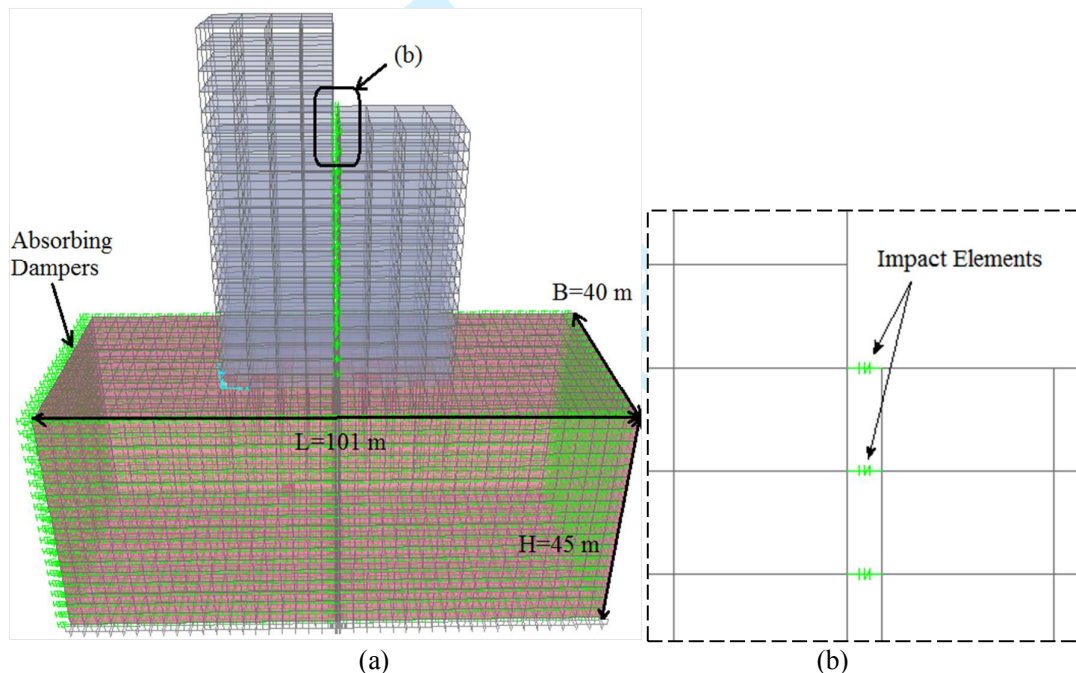 (b)
Absorbing
Dampers
B=40 m
L=101 m
H=45 m
Impact Elements
(a)
(b)